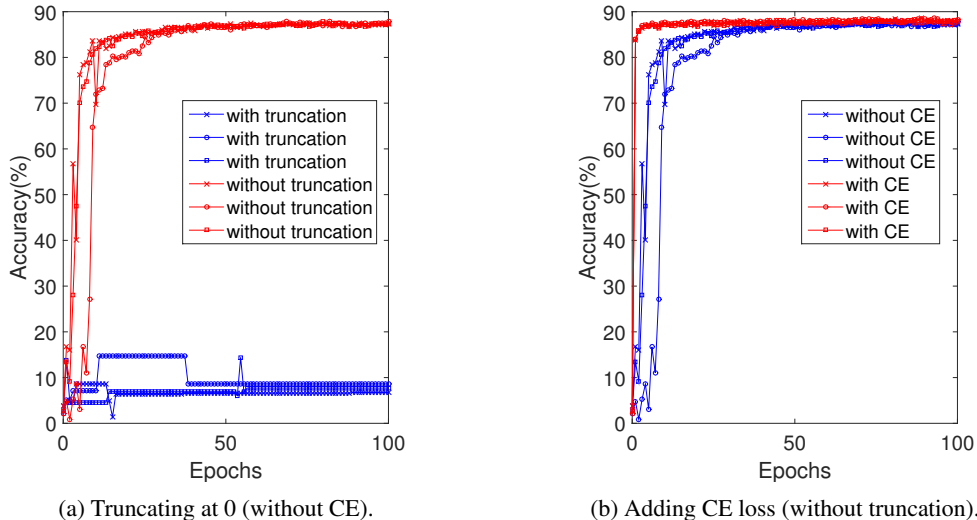 100
90
80
70
60
50
40
30
20
10
0
0
50
100
Accuracy(%)
Epochs
with truncation
with truncation
with truncation
without truncation
without truncation
without truncation
(a) Truncating at 0 (without CE).
100
90
80
70
60
50
40
30
20
10
0
0
50
100
Accuracy(%)
Epochs
without CE
without CE
without CE
with CE
with CE
with CE
(b) Adding CE loss (without truncation).